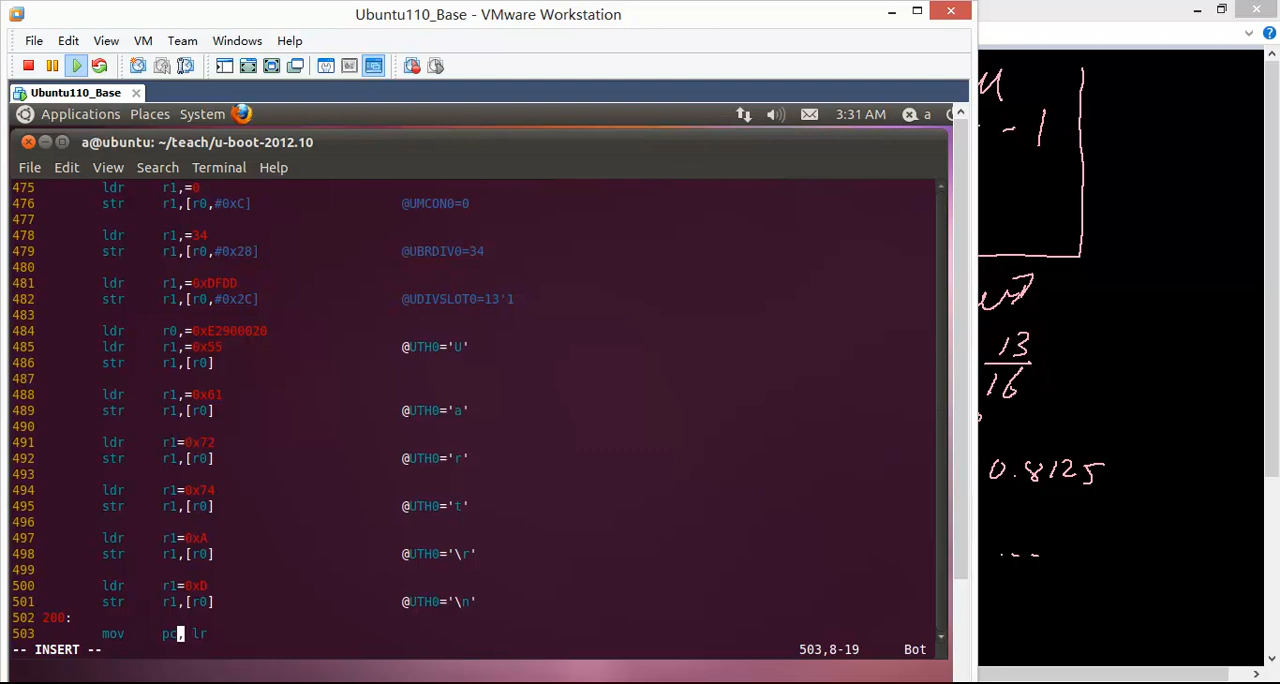 Ubuntu110_Base - VMware Workstation
File Edit View VM Team Windows Help
Ubuntu110_Base
Applications Places System 3:31 AM a
a@ubuntu: ~/teach/u-boot-2012.10
File Edit View Search Terminal Help
475 ldr r1,=0
476 str r1,[r0,#0xC] @UMCON0=0
477
478 ldr r1,=34
479 str r1,[r0,#0x28] @UBRDIV0=34
480
481 ldr r1,=0xDFDD
482 str r1,[r0,#0x2C] @UDIVSLOT0=13'1
483
484 ldr r0,=0xE2900020
485 ldr r1,=0x55 @UTH0='U'
486 str r1,[r0]
487
488 ldr r1,=0x61
489 str r1,[r0] @UTH0='a'
490
491 ldr r1=0x72
492 str r1,[r0] @UTH0='r'
493
494 ldr r1=0x74
495 str r1,[r0] @UTH0='t'
496
497 ldr r1=0xA
498 str r1,[r0] @UTH0='\r'
499
500 ldr r1=0xD
501 str r1,[r0] @UTH0='\n'
502 200:
503 mov pc, lr
-- INSERT -- 503,8-19 Bot
- 1
13
16
0.8125
---